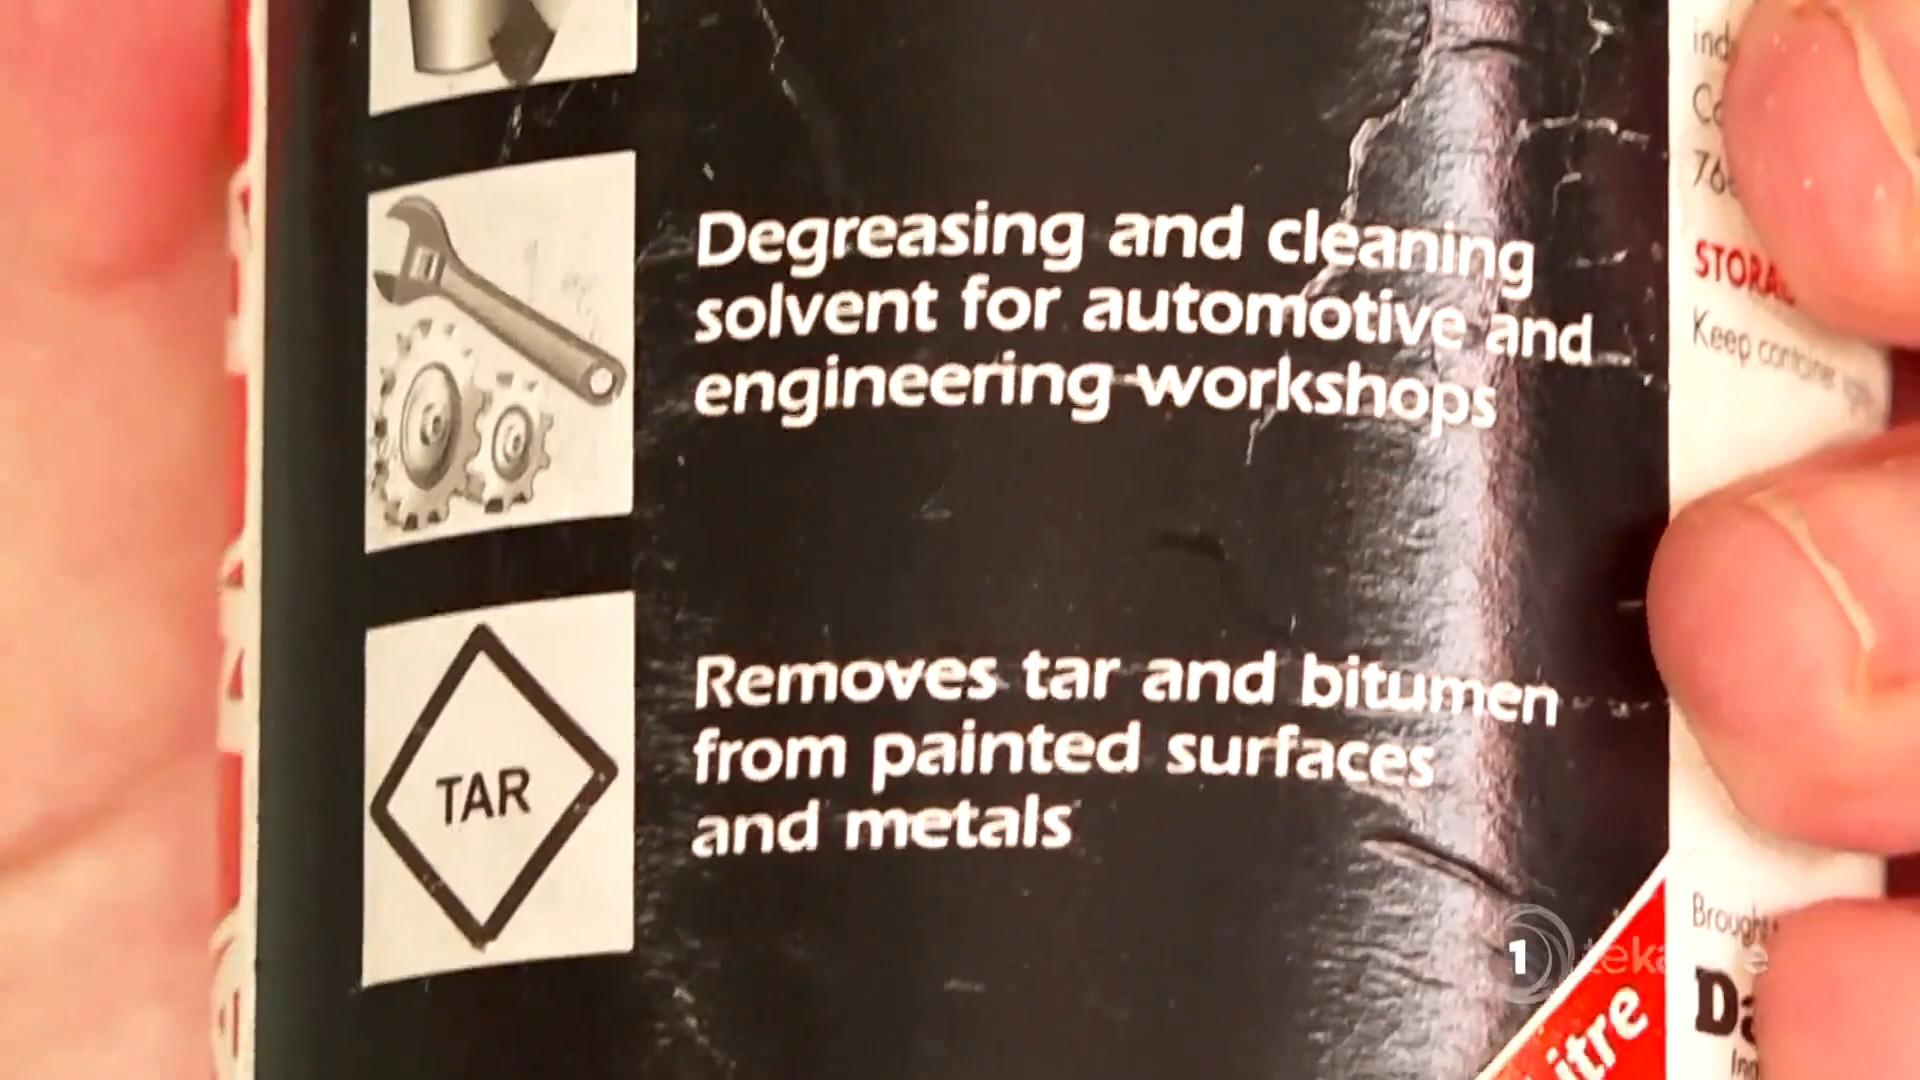 Degreasing and cleaning
solvent for automotive and
engineering workshops
TAR
Removes tar and bitumen
from painted surfaces
and metals
STORA
Keep container
1
itre